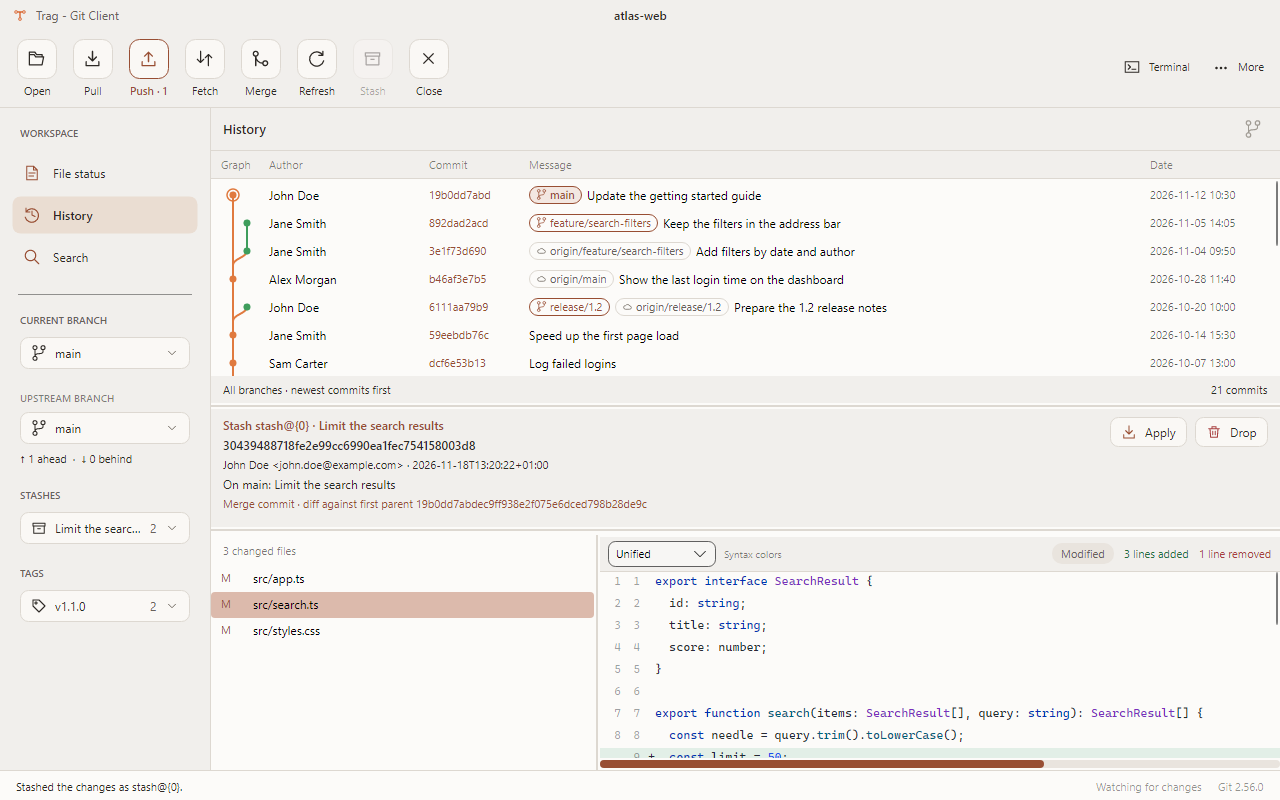 Trag - Git Client
atlas-web
Open
Pull
Push · 1
Fetch
Merge
Refresh
Stash
Close
Terminal
More
WORKSPACE
File status
History
Search
CURRENT BRANCH
main
UPSTREAM BRANCH
main
↑ 1 ahead · ↓ 0 behind
STASHES
Limit the searc... 2
TAGS
v1.1.0 2
History
Graph Author Commit Message Date
John Doe 19b0dd7abd main Update the getting started guide 2026-11-12 10:30
Jane Smith 892dad2acd feature/search-filters Keep the filters in the address bar 2026-11-05 14:05
Jane Smith 3e1f73d690 origin/feature/search-filters Add filters by date and author 2026-11-04 09:50
Alex Morgan b46af3e7b5 origin/main Show the last login time on the dashboard 2026-10-28 11:40
John Doe 6111aa79b9 release/1.2 origin/release/1.2 Prepare the 1.2 release notes 2026-10-20 10:00
Jane Smith 59eebdb76c Speed up the first page load 2026-10-14 15:30
Sam Carter dcf6e53b13 Log failed logins 2026-10-07 13:00
All branches · newest commits first 21 commits
Stash stash@{0} · Limit the search results
30439488718fe2e99cc6990ea1fec754158003d8
John Doe <john.doe@example.com> · 2026-11-18T13:20:22+01:00
On main: Limit the search results
Merge commit · diff against first parent 19b0dd7abdec9ff938e2f075e6dced798b28de9c
Apply
Drop
3 changed files
M src/app.ts
M src/search.ts
M src/styles.css
Unified
Syntax colors
Modified
3 lines added
1 line removed
1 1 export interface SearchResult {
2 2 id: string;
3 3 title: string;
4 4 score: number;
5 5 }
6 6
7 7 export function search(items: SearchResult[], query: string): SearchResult[] {
8 8 const needle = query.trim().toLowerCase();
9 + const limit = 50;
Stashed the changes as stash@{0}.
Watching for changes
Git 2.56.0